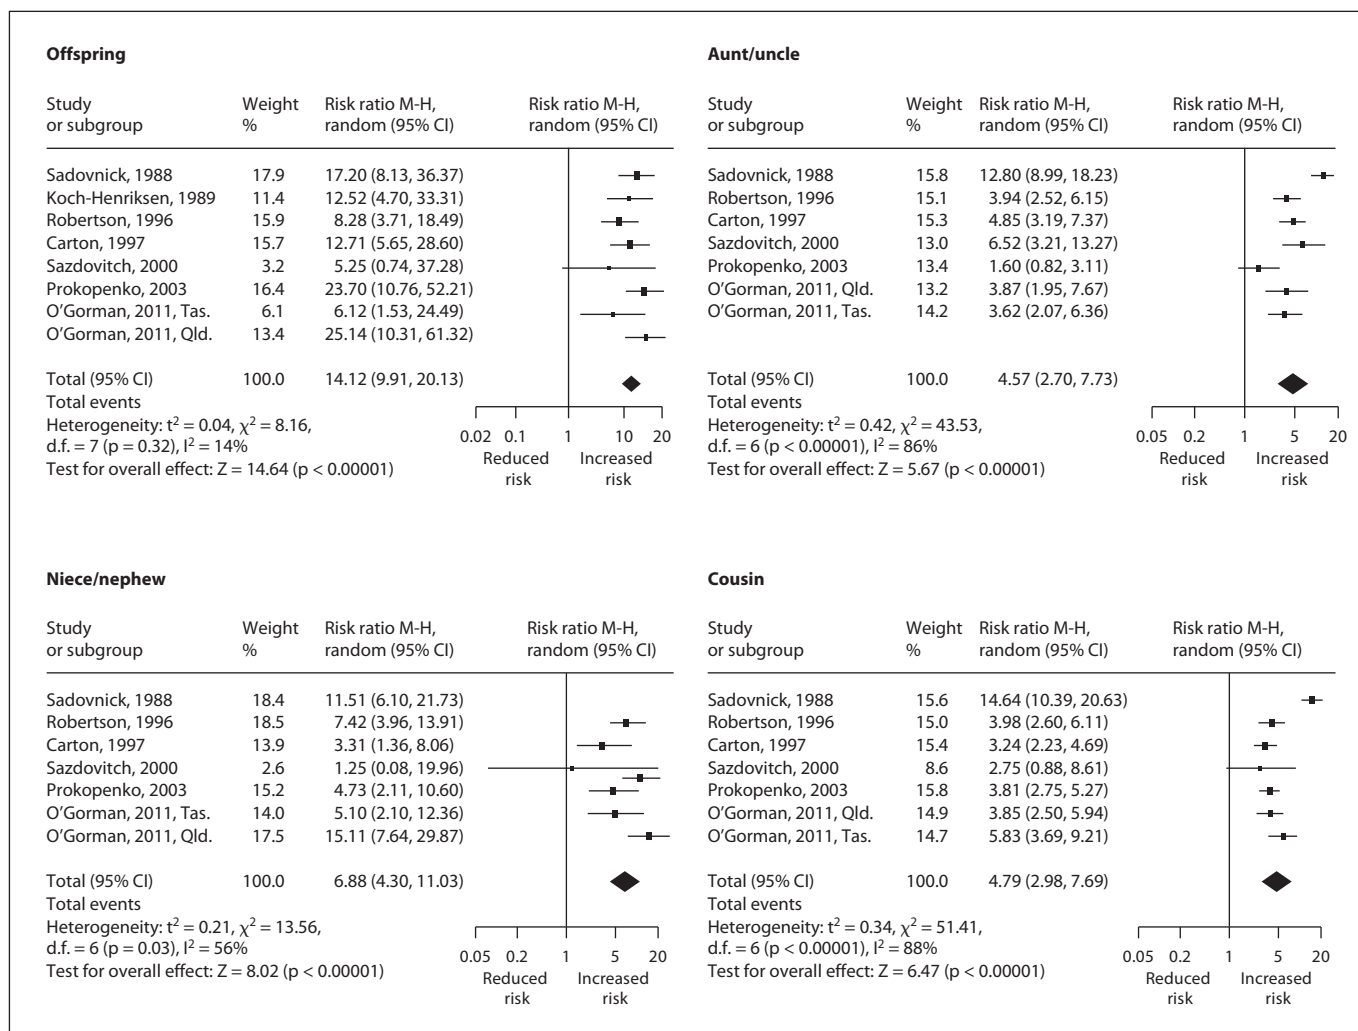 Offspring
Study Weight Risk ratio M-H, Risk ratio M-H,
or subgroup % random (95% CI) random (95% CI)
Sadovnick, 1988 17.9 17.20 (8.13, 36.37)
Koch-Henriksen, 1989 11.4 12.52 (4.70, 33.31)
Robertson, 1996 15.9 8.28 (3.71, 18.49)
Carton, 1997 15.7 12.71 (5.65, 28.60)
Sazdovitch, 2000 3.2 5.25 (0.74, 37.28)
Prokopenko, 2003 16.4 23.70 (10.76, 52.21)
O'Gorman, 2011, Tas. 6.1 6.12 (1.53, 24.49)
O'Gorman, 2011, Qld. 13.4 25.14 (10.31, 61.32)
Total (95% CI) 100.0 14.12 (9.91, 20.13)
Total events
Heterogeneity: t² = 0.04, χ² = 8.16,
d.f. = 7 (p = 0.32), I² = 14%
Test for overall effect: Z = 14.64 (p < 0.00001)
0.02 0.1 1 10 20
Reduced Increased
risk risk
Aunt/uncle
Study Weight Risk ratio M-H, Risk ratio M-H,
or subgroup % random (95% CI) random (95% CI)
Sadovnick, 1988 15.8 12.80 (8.99, 18.23)
Robertson, 1996 15.1 3.94 (2.52, 6.15)
Carton, 1997 15.3 4.85 (3.19, 7.37)
Sazdovitch, 2000 13.0 6.52 (3.21, 13.27)
Prokopenko, 2003 13.4 1.60 (0.82, 3.11)
O'Gorman, 2011, Qld. 13.2 3.87 (1.95, 7.67)
O'Gorman, 2011, Tas. 14.2 3.62 (2.07, 6.36)
Total (95% CI) 100.0 4.57 (2.70, 7.73)
Total events
Heterogeneity: t² = 0.42, χ² = 43.53,
d.f. = 6 (p < 0.00001), I² = 86%
Test for overall effect: Z = 5.67 (p < 0.00001)
0.05 0.2 1 5 20
Reduced Increased
risk risk
Niece/nephew
Study Weight Risk ratio M-H, Risk ratio M-H,
or subgroup % random (95% CI) random (95% CI)
Sadovnick, 1988 18.4 11.51 (6.10, 21.73)
Robertson, 1996 18.5 7.42 (3.96, 13.91)
Carton, 1997 13.9 3.31 (1.36, 8.06)
Sazdovitch, 2000 2.6 1.25 (0.08, 19.96)
Prokopenko, 2003 15.2 4.73 (2.11, 10.60)
O'Gorman, 2011, Tas. 14.0 5.10 (2.10, 12.36)
O'Gorman, 2011, Qld. 17.5 15.11 (7.64, 29.87)
Total (95% CI) 100.0 6.88 (4.30, 11.03)
Total events
Heterogeneity: t² = 0.21, χ² = 13.56,
d.f. = 6 (p = 0.03), I² = 56%
Test for overall effect: Z = 8.02 (p < 0.00001)
0.05 0.2 1 5 20
Reduced Increased
risk risk
Cousin
Study Weight Risk ratio M-H, Risk ratio M-H,
or subgroup % random (95% CI) random (95% CI)
Sadovnick, 1988 15.6 14.64 (10.39, 20.63)
Robertson, 1996 15.0 3.98 (2.60, 6.11)
Carton, 1997 15.4 3.24 (2.23, 4.69)
Sazdovitch, 2000 8.6 2.75 (0.88, 8.61)
Prokopenko, 2003 15.8 3.81 (2.75, 5.27)
O'Gorman, 2011, Qld. 14.9 3.85 (2.50, 5.94)
O'Gorman, 2011, Tas. 14.7 5.83 (3.69, 9.21)
Total (95% CI) 100.0 4.79 (2.98, 7.69)
Total events
Heterogeneity: t² = 0.34, χ² = 51.41,
d.f. = 6 (p < 0.00001), I² = 88%
Test for overall effect: Z = 6.47 (p < 0.00001)
0.05 0.2 1 5 20
Reduced Increased
risk risk